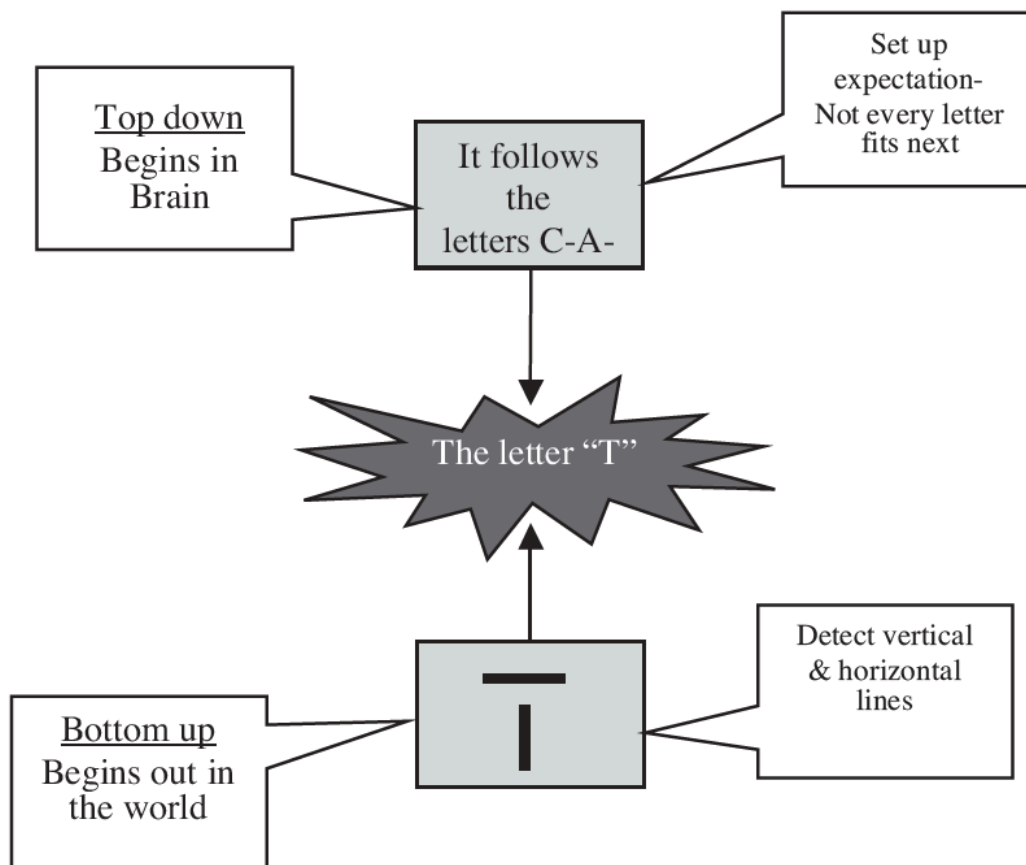 Set up
expectation-
Not every letter
fits next
Top down
Begins in
Brain
It follows
the
letters C-A-
The letter “T”
Detect vertical
& horizontal
lines
Bottom up
Begins out in
the world